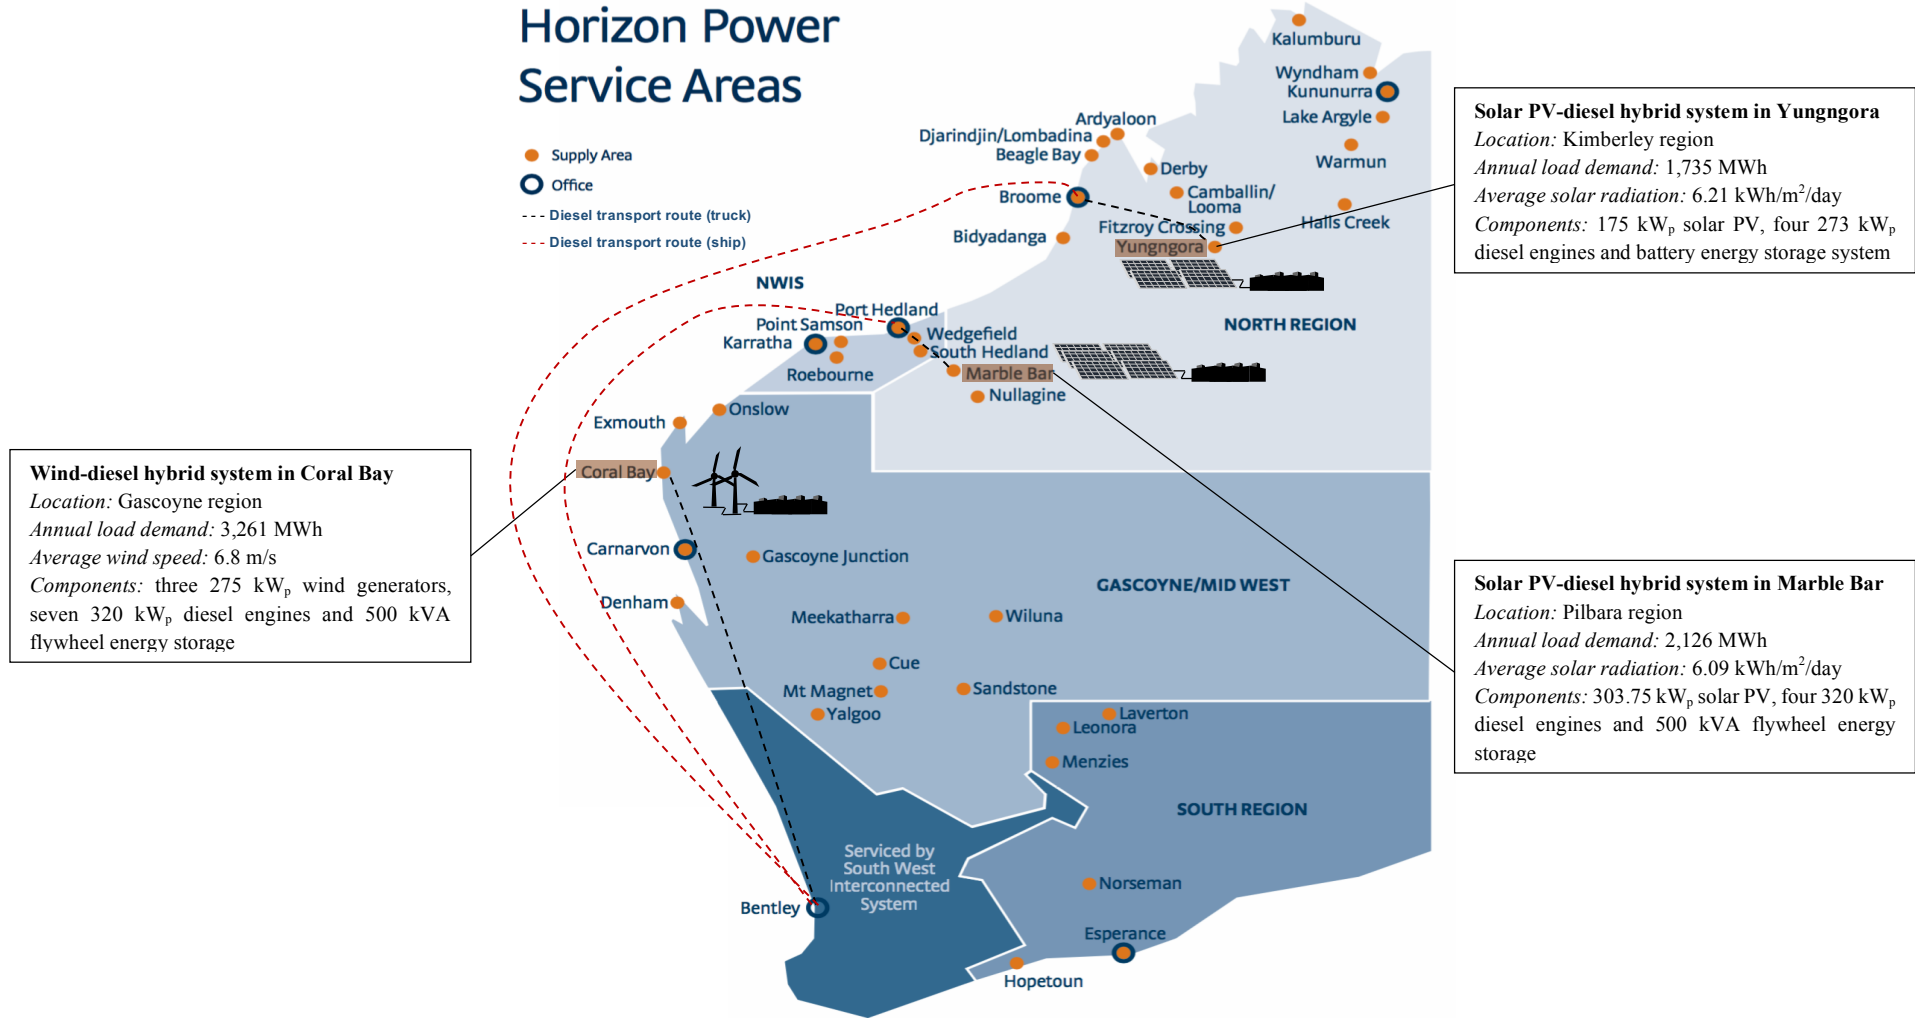 Horizon Power
Service Areas
Supply Area
Office
Diesel transport route (truck)
Diesel transport route (ship)
Kalumburu
Wyndham
Kununurra
Lake Argyle
Warmun
Ardyaloon
Djarindjin/Lombadina
Beagle Bay
Derby
Broome
Camballin/
Looma
Halls Creek
Fitzroy Crossing
Bidyadanga
Yungngora
NWIS
NORTH REGION
Port Hedland
Point Samson
Karratha
Wedgefield
South Hedland
Roebourne
Marble Bar
Nullagine
Onslow
Exmouth
Coral Bay
Carnarvon
Gascoyne Junction
GASCOYNE/MID WEST
Denham
Meekatharra
Wiluna
Cue
Mt Magnet
Sandstone
Yalgoo
Laverton
Leonora
Menzies
SOUTH REGION
Serviced by
South West
Interconnected
System
Norseman
Bentley
Esperance
Hopetoun
Solar PV-diesel hybrid system in Yungngora
Location: Kimberley region
Annual load demand: 1,735 MWh
Average solar radiation: 6.21 kWh/m²/day
Components: 175 kWₚ solar PV, four 273 kWₚ
diesel engines and battery energy storage system
Wind-diesel hybrid system in Coral Bay
Location: Gascoyne region
Annual load demand: 3,261 MWh
Average wind speed: 6.8 m/s
Components: three 275 kWₚ wind generators,
seven 320 kWₚ diesel engines and 500 kVA
flywheel energy storage
Solar PV-diesel hybrid system in Marble Bar
Location: Pilbara region
Annual load demand: 2,126 MWh
Average solar radiation: 6.09 kWh/m²/day
Components: 303.75 kWₚ solar PV, four 320 kWₚ
diesel engines and 500 kVA flywheel energy
storage